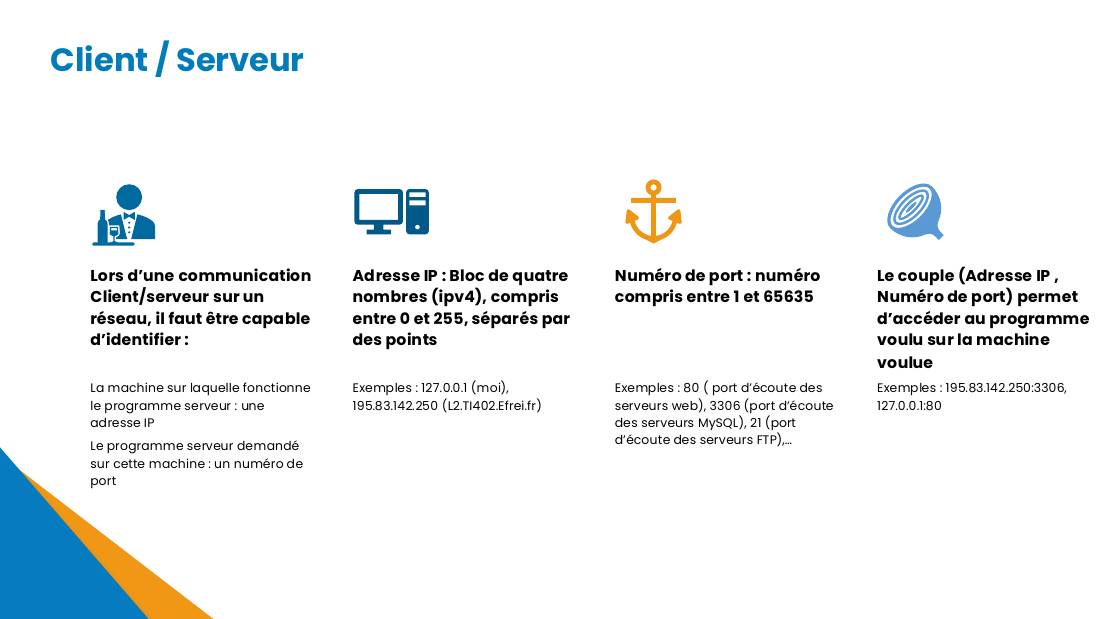 Client / Serveur
Lors d’une communication
Client/serveur sur un
réseau, il faut être capable
d’identifier :
La machine sur laquelle fonctionne
le programme serveur : une
adresse IP
Le programme serveur demandé
sur cette machine : un numéro de
port
Adresse IP : Bloc de quatre
nombres (ipv4), compris
entre 0 et 255, séparés par
des points
Exemples : 127.0.0.1 (moi),
195.83.142.250 (L2.TI402.Efrei.fr)
Numéro de port : numéro
compris entre 1 et 65635
Exemples : 80 ( port d’écoute des
serveurs web), 3306 (port d’écoute
des serveurs MySQL), 21 (port
d’écoute des serveurs FTP),…
Le couple (Adresse IP ,
Numéro de port) permet
d’accéder au programme
voulu sur la machine
voulue
Exemples : 195.83.142.250:3306,
127.0.0.1:80